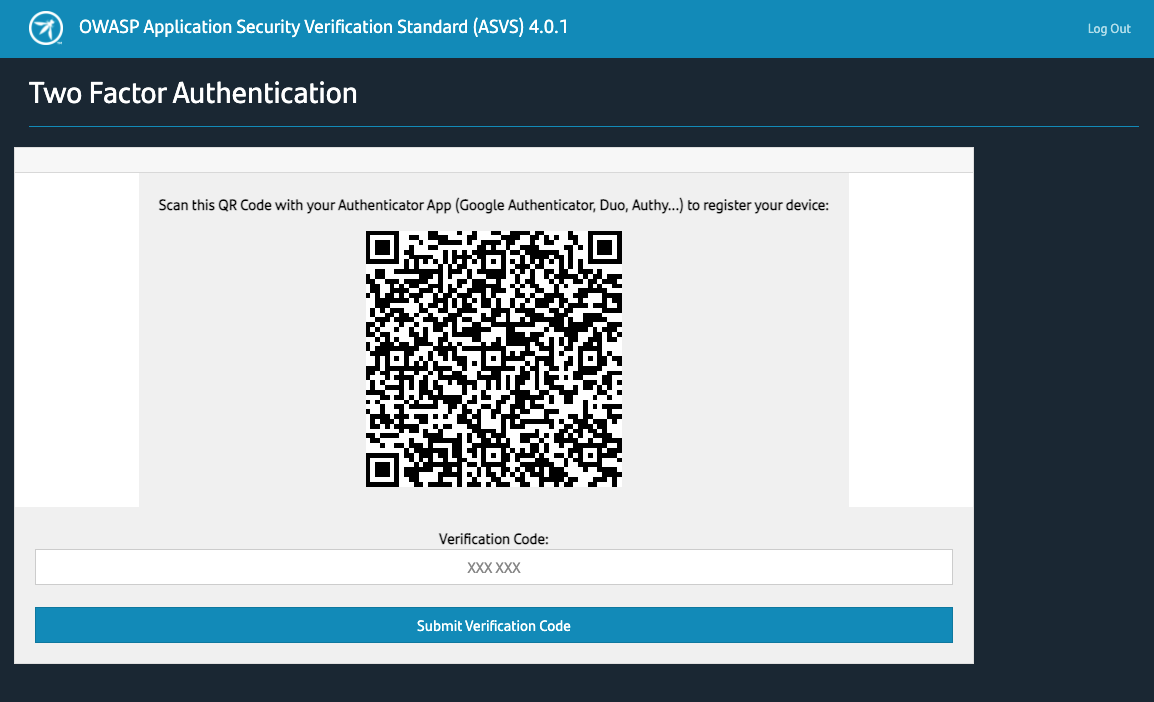 OWASP Application Security Verification Standard (ASVS) 4.0.1
Log Out
Two Factor Authentication
Scan this QR Code with your Authenticator App (Google Authenticator, Duo, Authy...) to register your device:
Verification Code:
XXX XXX
Submit Verification Code